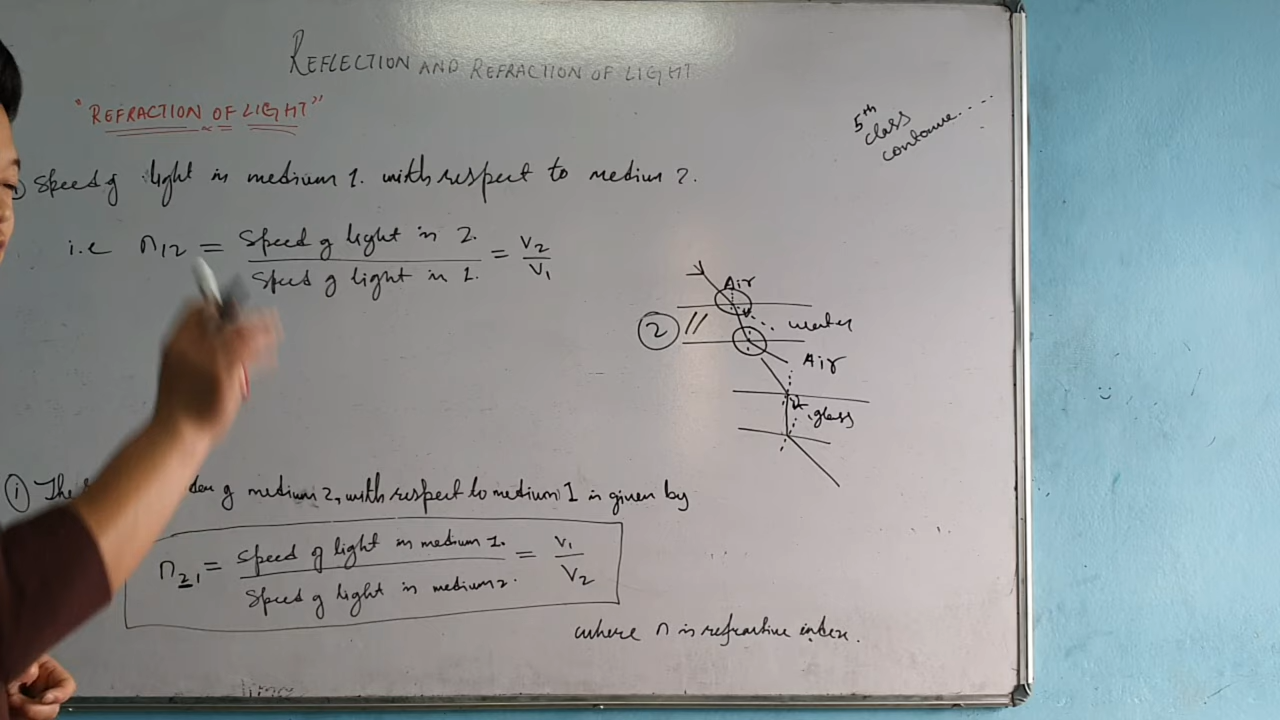 REFLECTION AND REFRACTION OF LIGHT
"REFRACTION OF LIGHT"
5th
class
continue.....
Speed of light in medium 1. with respect to medium 2.
i.e n12 = Speed of light in 2. / Speed of light in 1. = V2 / V1
Air
2 // water
Air
glass
i The of medium 2, with respect to medium 1 is given by
n21 = Speed of light in medium 1. / Speed of light in medium 2. = V1 / V2
where n is refractive index.